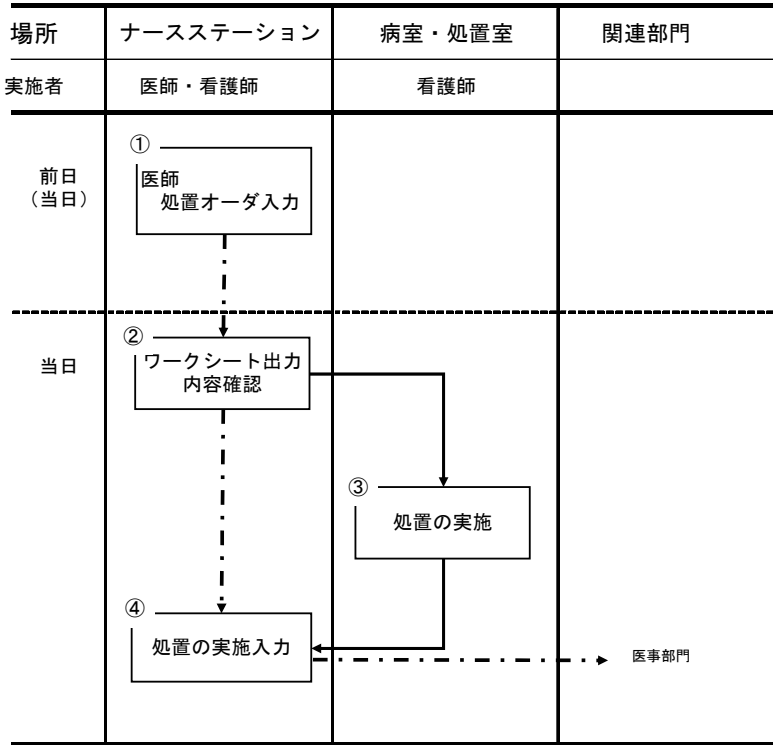 場所
ナースステーション
病室・処置室
関連部門
実施者
医師・看護師
看護師
前日
（当日）
①
医師
処置オーダ入力
当日
②
ワークシート出力
内容確認
③
処置の実施
④
処置の実施入力
医事部門